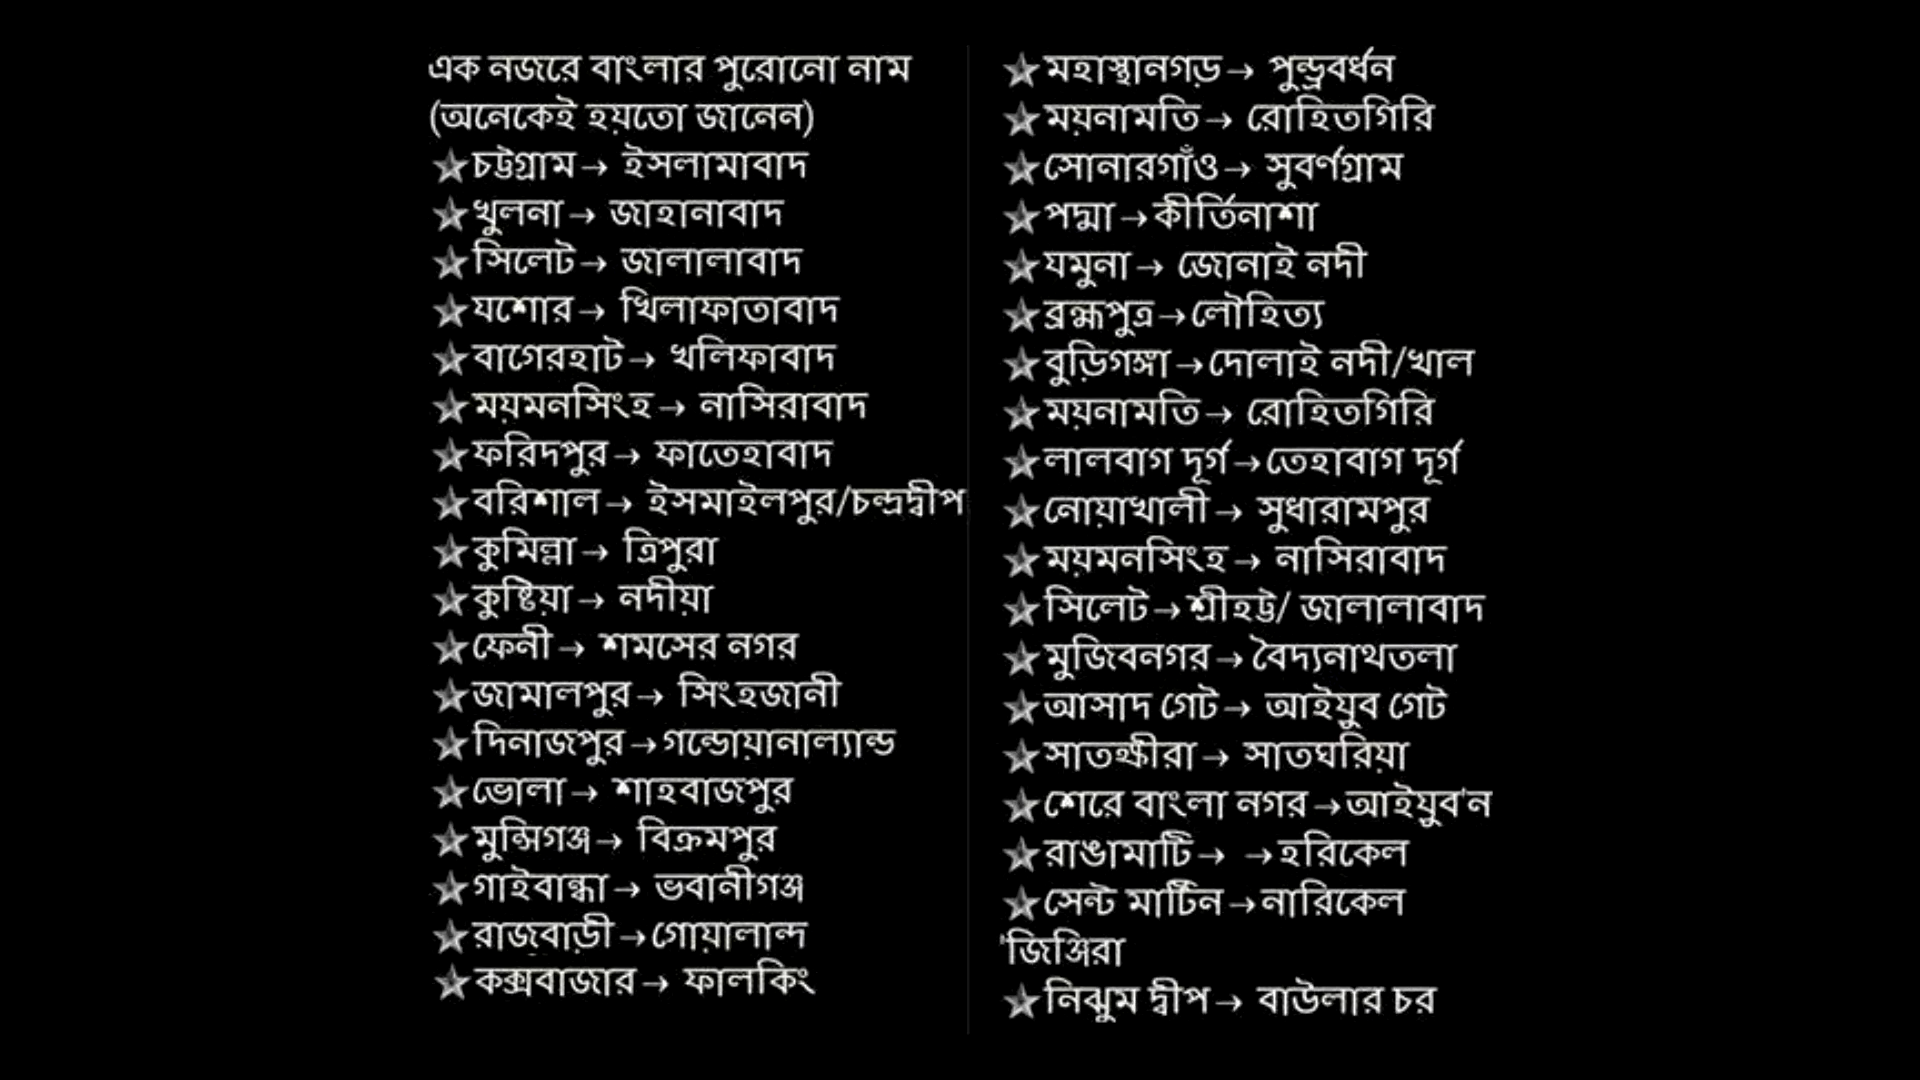 এক নজরে বাংলার পুরোনো নাম
(অনেকেই হয়তো জানেন)
★চট্টগ্রাম→ ইসলামাবাদ
★খুলনা→ জাহানাবাদ
★সিলেট→ জালালাবাদ
★যশোর→ খিলাফাতাবাদ
★বাগেরহাট→ খলিফাবাদ
★ময়মনসিংহ→ নাসিরাবাদ
★ফরিদপুর→ ফাতেহাবাদ
★বরিশাল→ ইসমাইলপুর/চন্দ্রদ্বীপ
★কুমিল্লা→ ত্রিপুরা
★কুষ্টিয়া→ নদীয়া
★ফেনী→ শমসের নগর
★জামালপুর→ সিংহজানী
★দিনাজপুর→গন্ডোয়ানাল্যান্ড
★ভোলা→ শাহবাজপুর
★মুন্সিগঞ্জ→ বিক্রমপুর
★গাইবান্ধা→ ভবানীগঞ্জ
★রাজবাড়ী→গোয়ালান্দ
★কক্সবাজার→ ফালকিং
★মহাস্থানগড়→ পুন্ড্রবর্ধন
★ময়নামতি→ রোহিতগিরি
★সোনারগাঁও→ সুবর্ণগ্রাম
★পদ্মা→কীর্তিনাশা
★যমুনা→ জোনাই নদী
★ব্রহ্মপুত্র→লৌহিত্য
★বুড়িগঙ্গা→দোলাই নদী/খাল
★ময়নামতি→ রোহিতগিরি
★লালবাগ দূর্গ→তেহাবাগ দূর্গ
★নোয়াখালী→ সুধারামপুর
★ময়মনসিংহ→ নাসিরাবাদ
★সিলেট→শ্রীহট্ট/ জালালাবাদ
★মুজিবনগর→ বৈদ্যনাথতলা
★আসাদ গেট→ আইয়ুব গেট
★সাতক্ষীরা→ সাতঘরিয়া
★শেরে বাংলা নগর→আইয়ুব'ন
★রাঙামাটি→ →হরিকেল
★সেন্ট মার্টিন→নারিকেল
'জিঞ্জিরা
★নিঝুম দ্বীপ→ বাউলার চর